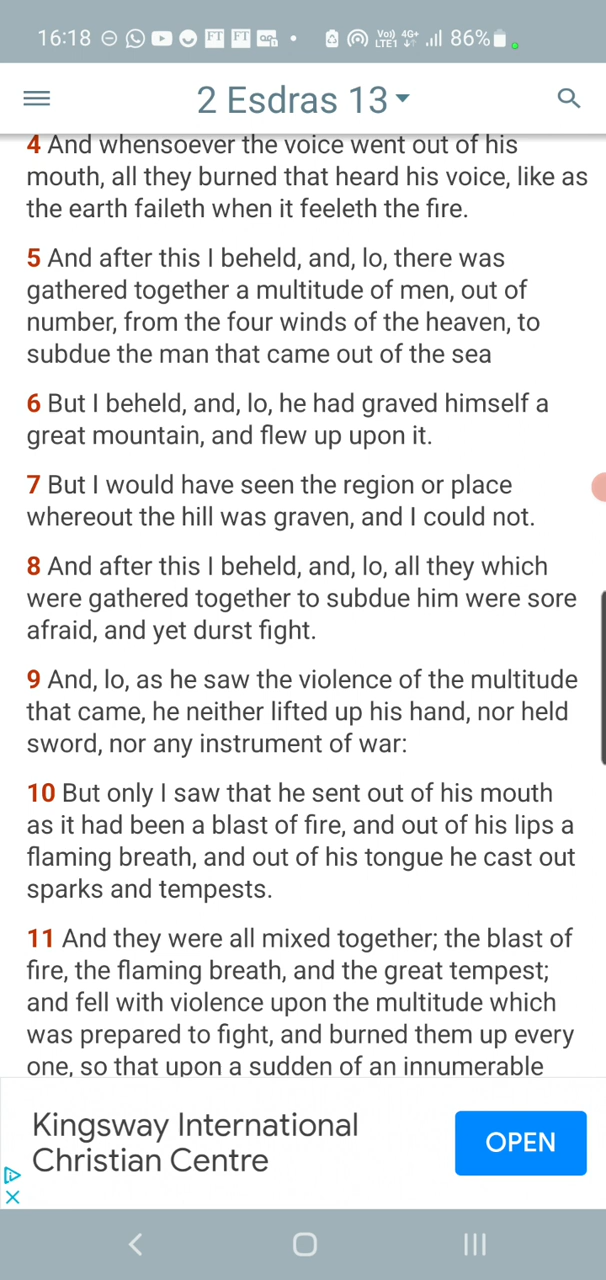 16:18 FT FT Vo)) LTE1 4G+ 86%
2 Esdras 13
4 And whensoever the voice went out of his
mouth, all they burned that heard his voice, like as
the earth faileth when it feeleth the fire.
5 And after this I beheld, and, lo, there was
gathered together a multitude of men, out of
number, from the four winds of the heaven, to
subdue the man that came out of the sea
6 But I beheld, and, lo, he had graved himself a
great mountain, and flew up upon it.
7 But I would have seen the region or place
whereout the hill was graven, and I could not.
8 And after this I beheld, and, lo, all they which
were gathered together to subdue him were sore
afraid, and yet durst fight.
9 And, lo, as he saw the violence of the multitude
that came, he neither lifted up his hand, nor held
sword, nor any instrument of war:
10 But only I saw that he sent out of his mouth
as it had been a blast of fire, and out of his lips a
flaming breath, and out of his tongue he cast out
sparks and tempests.
11 And they were all mixed together; the blast of
fire, the flaming breath, and the great tempest;
and fell with violence upon the multitude which
was prepared to fight, and burned them up every
one, so that upon a sudden of an innumerable
Kingsway International
Christian Centre
OPEN